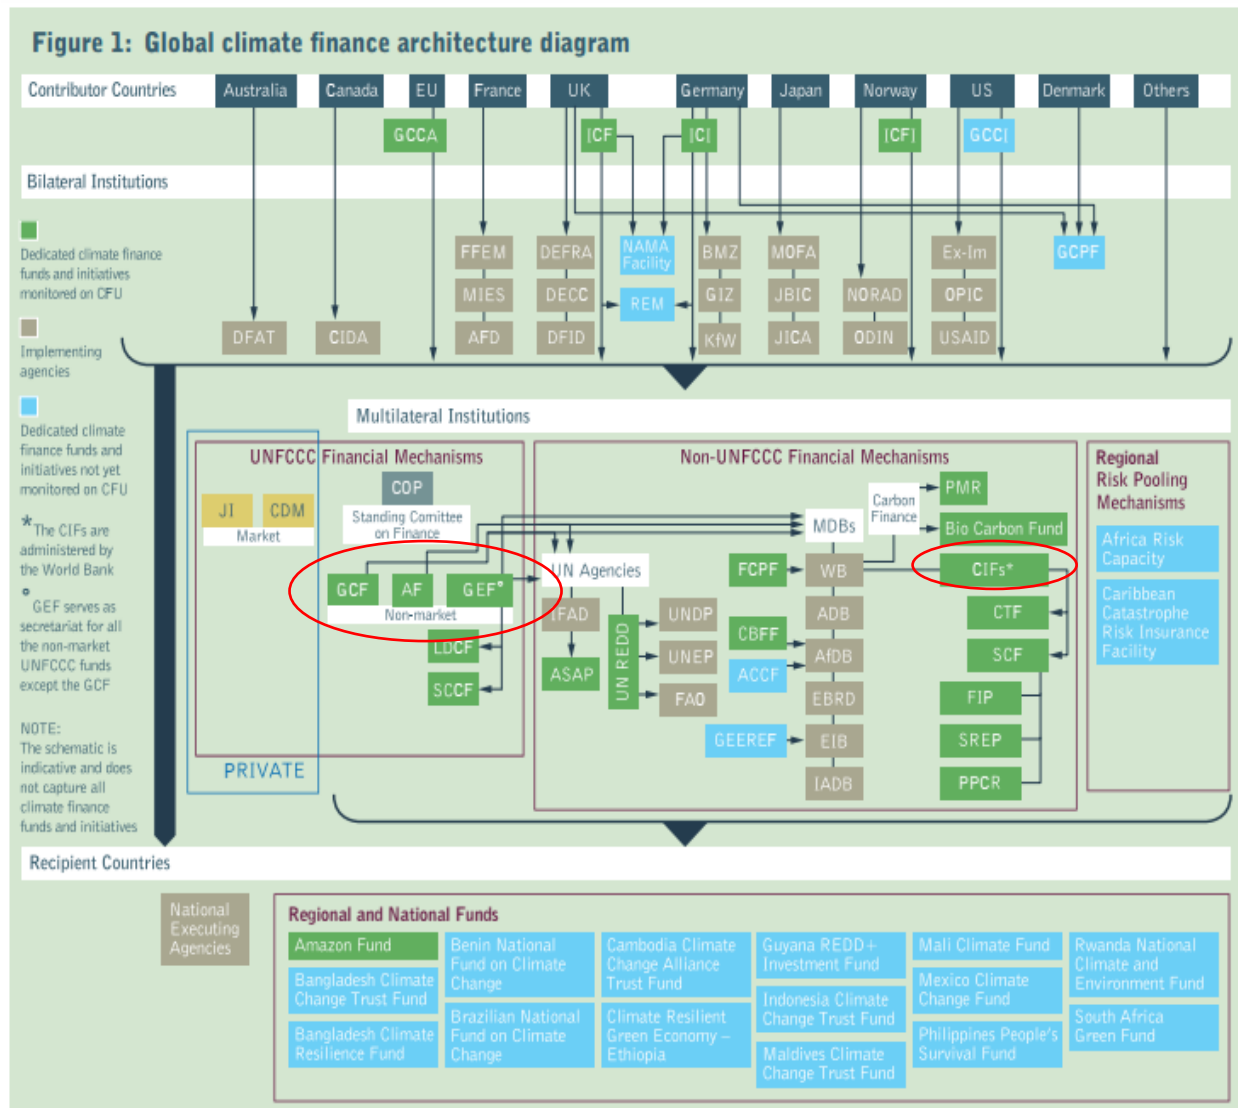 Figure 1: Global climate finance architecture diagram
Contributor Countries
Australia
Canada
EU
France
UK
Germany
Japan
Norway
US
Denmark
Others
GCCA
ICF
ICI
ICFI
GCCI
Bilateral Institutions
Dedicated climate finance
funds and initiatives
monitored on CFU
Implementing
agencies
Dedicated climate
finance funds and
initiatives not yet
monitored on CFU
*The CIFs are
administered by
the World Bank
° GEF serves as
secretariat for all
the non-market
UNFCCC funds
except the GCF
NOTE:
The schematic is
indicative and does
not capture all
climate finance
funds and initiatives
DFAT
CIDA
FFEM
MIES
AFD
DEFRA
DECC
DFID
NAMA
Facility
REM
BMZ
GIZ
KfW
MOFA
JBIC
JICA
NORAD
ODIN
Ex-Im
OPIC
USAID
GCPF
Multilateral Institutions
UNFCCC Financial Mechanisms
JI
CDM
Market
COP
Standing Comittee
on Finance
GCF
AF
GEF°
Non-market
LDCF
SCCF
PRIVATE
Non-UNFCCC Financial Mechanisms
UN Agencies
IFAD
ASAP
UN REDD
UNDP
UNEP
FAO
MDBs
Carbon
Finance
PMR
Bio Carbon Fund
FCPF
WB
CIFs*
ADB
CTF
CBFF
ACCF
AfDB
SCF
EBRD
FIP
GEEREF
EIB
SREP
IADB
PPCR
Regional
Risk Pooling
Mechanisms
Africa Risk
Capacity
Caribbean
Catastrophe
Risk Insurance
Facility
Recipient Countries
National
Executing
Agencies
Regional and National Funds
Amazon Fund
Bangladesh Climate
Change Trust Fund
Bangladesh Climate
Resilience Fund
Benin National
Fund on Climate
Change
Brazilian National
Fund on Climate
Change
Cambodia Climate
Change Alliance
Trust Fund
Climate Resilient
Green Economy –
Ethiopia
Guyana REDD+
Investment Fund
Indonesia Climate
Change Trust Fund
Maldives Climate
Change Trust Fund
Mali Climate Fund
Mexico Climate
Change Fund
Philippines People's
Survival Fund
Rwanda National
Climate and
Environment Fund
South Africa
Green Fund